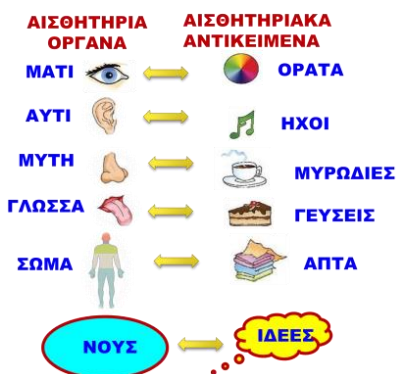 ΑΙΣΘΗΤΗΡΙΑ ΟΡΓΑΝΑ
ΑΙΣΘΗΤΗΡΙΑΚΑ ΑΝΤΙΚΕΙΜΕΝΑ
ΜΑΤΙ
ΟΡΑΤΑ
ΑΥΤΙ
ΗΧΟΙ
ΜΥΤΗ
ΜΥΡΩΔΙΕΣ
ΓΛΩΣΣΑ
ΓΕΥΣΕΙΣ
ΣΩΜΑ
ΑΠΤΑ
ΝΟΥΣ
ΙΔΕΕΣ